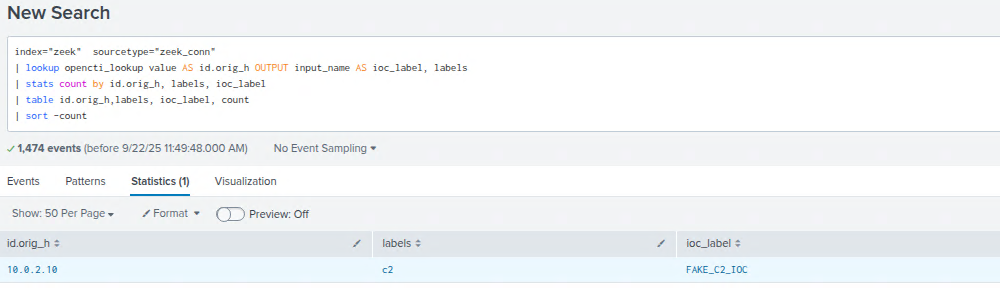 New Search
index="zeek"  sourcetype="zeek_conn"
| lookup opencti_lookup value AS id.orig_h OUTPUT input_name AS ioc_label, labels
| stats count by id.orig_h, labels, ioc_label
| table id.orig_h,labels, ioc_label, count
| sort -count
1,474 events (before 9/22/25 11:49:48.000 AM) No Event Sampling
Events Patterns Statistics (1) Visualization
Show: 50 Per Page Format Preview: Off
id.orig_h labels ioc_label
10.0.2.10 c2 FAKE_C2_IOC